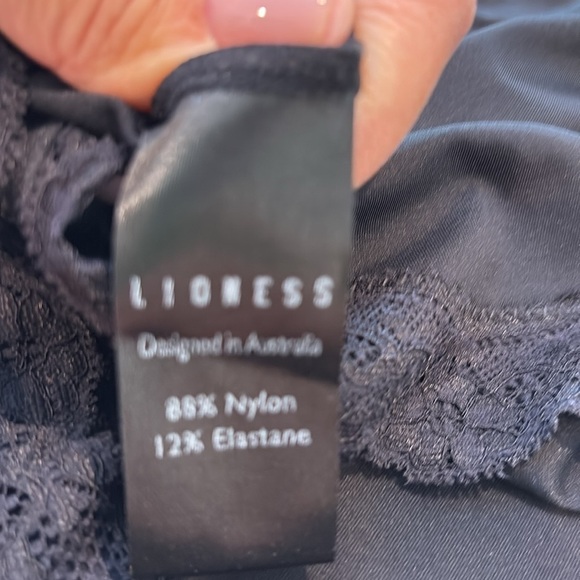 LIONESS
Designed in Australia
88% Nylon
12% Elastane